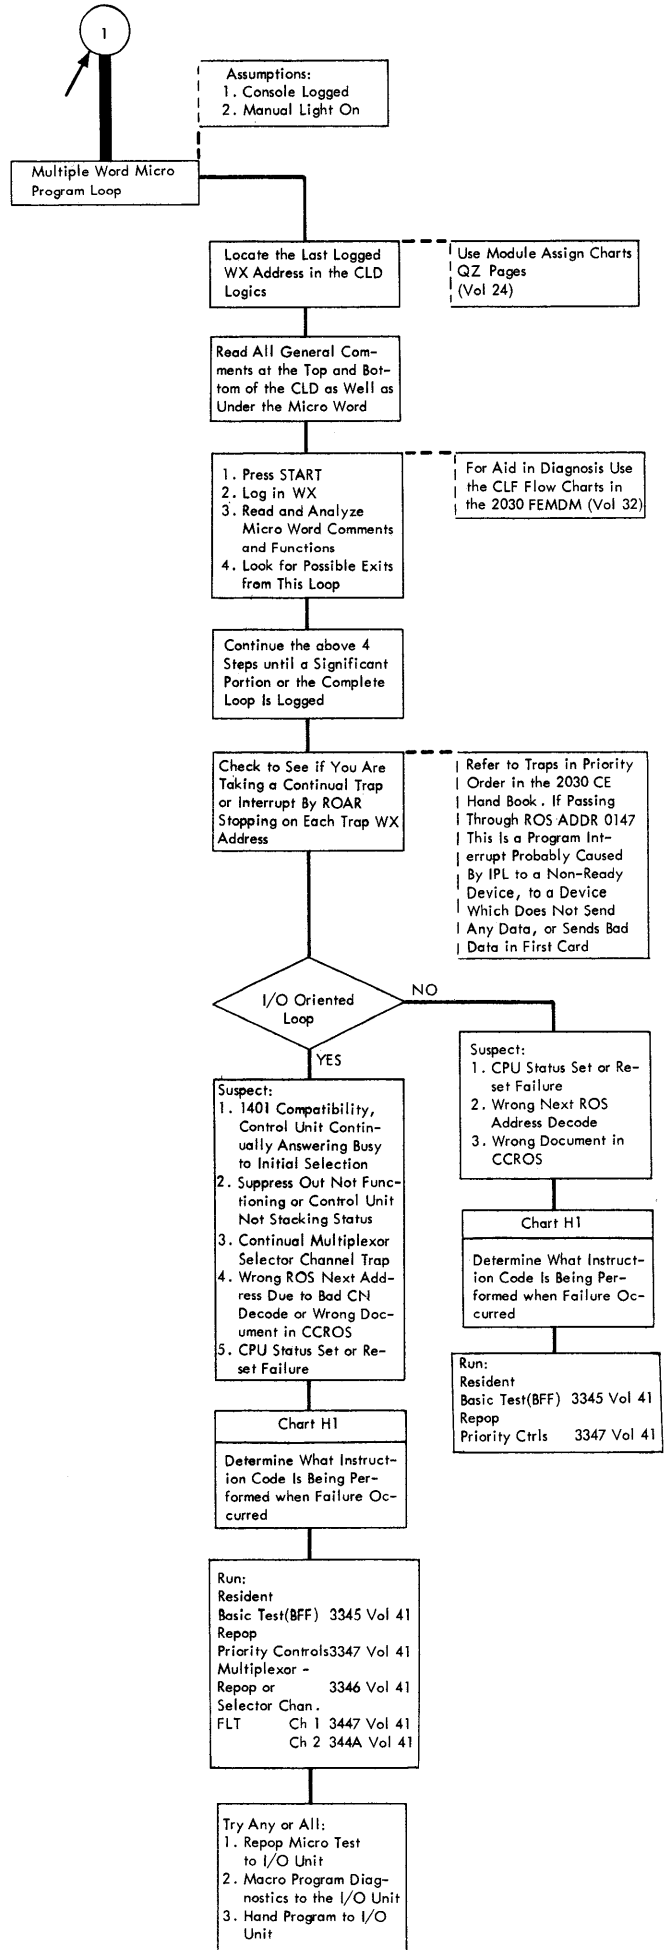 1
Assumptions:
1. Console Logged
2. Manual Light On
Multiple Word Micro
Program Loop
Locate the Last Logged
WX Address in the CLD
Logics
Use Module Assign Charts
QZ Pages
(Vol 24)
Read All General Com-
ments at the Top and Bot-
tom of the CLD as Well as
Under the Micro Word
1. Press START
2. Log in WX
3. Read and Analyze
Micro Word Comments
and Functions
4. Look for Possible Exits
from This Loop
For Aid in Diagnosis Use
the CLF Flow Charts in
the 2030 FEMDM (Vol 32)
Continue the above 4
Steps until a Significant
Portion or the Complete
Loop Is Logged
Check to See if You Are
Taking a Continual Trap
or Interrupt By ROAR
Stopping on Each Trap WX
Address
Refer to Traps in Priority
Order in the 2030 CE
Hand Book. If Passing
Through ROS ADDR 0147
This Is a Program Int-
errupt Probably Caused
By IPL to a Non-Ready
Device, to a Device
Which Does Not Send
Any Data, or Sends Bad
Data in First Card
I/O Oriented
Loop
NO
YES
Suspect:
1. CPU Status Set or Re-
set Failure
2. Wrong Next ROS
Address Decode
3. Wrong Document in
CCROS
Chart H1
Determine What Instruct-
ion Code Is Being Per-
formed when Failure Oc-
curred
Run:
Resident
Basic Test(BFF) 3345 Vol 41
Repop
Priority Ctrls 3347 Vol 41
Suspect:
1. 1401 Compatibility,
Control Unit Contin-
ually Answering Busy
to Initial Selection
2. Suppress Out Not Func-
tioning or Control Unit
Not Stacking Status
3. Continual Multiplexor
Selector Channel Trap
4. Wrong ROS Next Add-
ress Due to Bad CN
Decode or Wrong Doc-
ument in CCROS
5. CPU Status Set or Re-
set Failure
Chart H1
Determine What Instruct-
ion Code Is Being Per-
formed when Failure Oc-
curred
Run:
Resident
Basic Test(BFF) 3345 Vol 41
Repop
Priority Controls3347 Vol 41
Multiplexor -
Repop or 3346 Vol 41
Selector Chan.
FLT Ch 1 3447 Vol 41
Ch 2 344A Vol 41
Try Any or All:
1. Repop Micro Test
to I/O Unit
2. Macro Program Diag-
nostics to the I/O Unit
3. Hand Program to I/O
Unit